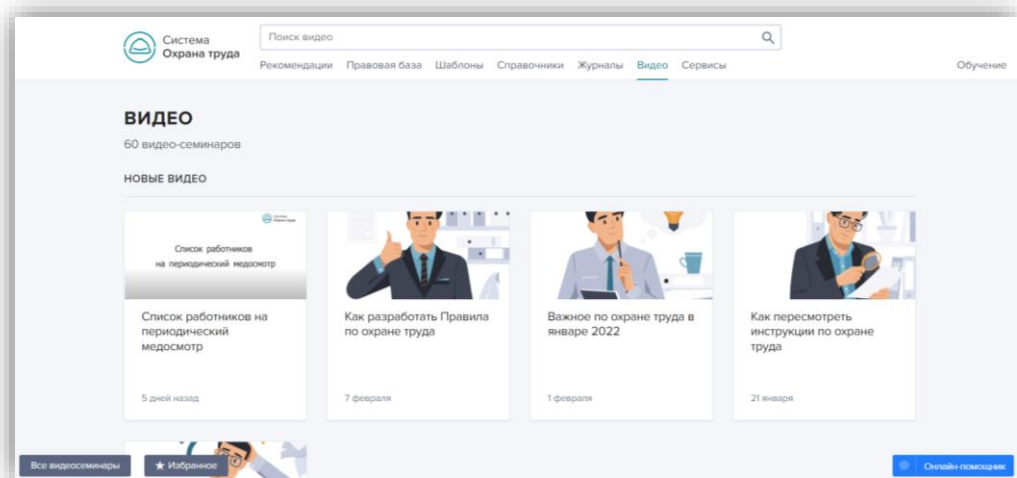 Система
Охрана труда
Поиск видео
Рекомендации Правовая база Шаблоны Справочники Журналы Видео Сервисы
Обучение
ВИДЕО
60 видео-семинаров
НОВЫЕ ВИДЕО
Список работников
на периодический медосмотр
Список работников на
периодический
медосмотр
5 дней назад
Как разработать Правила
по охране труда
7 февраля
Важное по охране труда в
январе 2022
1 февраля
Как пересмотреть
инструкции по охране
труда
21 января
Все видеосеминары
★ Избранное
Онлайн-помощник